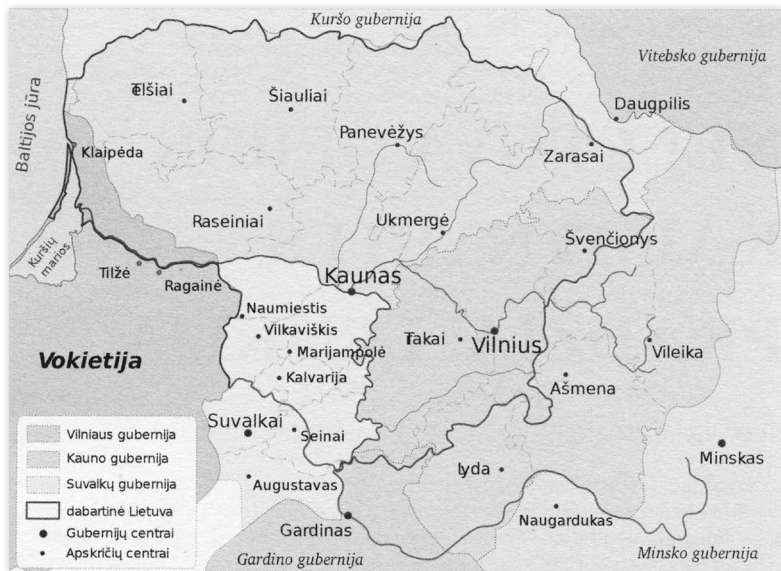 Kuršo gubernija
Vitebsko gubernija
Baltijos jūra
Telšiai
Šiauliai
Daugpilis
Panevėžys
Klaipėda
Zarasai
Raseiniai
Ukmergė
Švenčionys
Kuršių
marios
Tilžė
Ragainė
Kaunas
Naumiestis
Vilkaviškis
Takai
Vilnius
Marijampolė
Vileika
Vokietija
Kalvarija
Ašmena
Suvalkai
Seinai
Lyda
Minskas
Augustavas
Naugardukas
Gardinas
Gardino gubernija
Minsko gubernija
Vilniaus gubernija
Kauno gubernija
Suvalkų gubernija
dabartinė Lietuva
Gubernijų centrai
Apskričių centrai